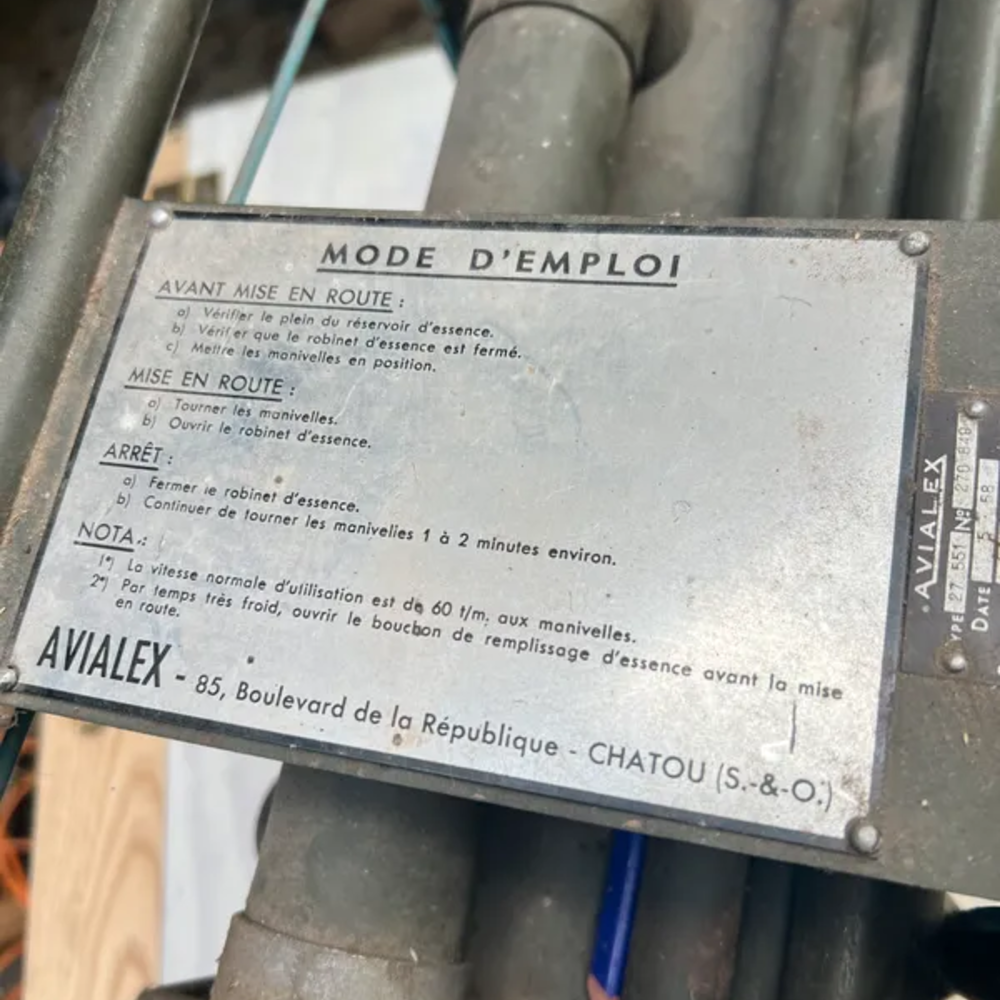 MODE D'EMPLOI
AVANT MISE EN ROUTE :
a) Vérifier le plein du réservoir d'essence.
b) Vérifier que le robinet d'essence est fermé.
c) Mettre les manivelles en position.
MISE EN ROUTE :
a) Tourner les manivelles.
b) Ouvrir le robinet d'essence.
ARRÊT :
a) Fermer le robinet d'essence.
b) Continuer de tourner les manivelles 1 à 2 minutes environ.
NOTA.:
1°) La vitesse normale d'utilisation est de 60 t/m. aux manivelles.
2°) Par temps très froid, ouvrir le bouchon de remplissage d'essence avant la mise
en route.
AVIALEX - 85, Boulevard de la République - CHATOU (S.-&-O.)
AVIALEX
TYPE 27 551 Nº
DATE 5 58